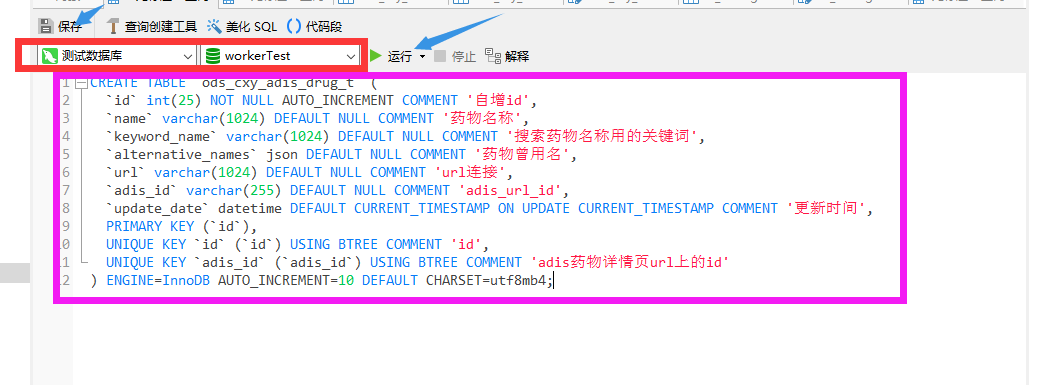 保存 查询创建工具 美化 SQL () 代码段
测试数据库 workerTest 运行 停止 解释
1 CREATE TABLE `ods_cxy_adis_drug_t` (
2 `id` int(25) NOT NULL AUTO_INCREMENT COMMENT '自增id',
3 `name` varchar(1024) DEFAULT NULL COMMENT '药物名称',
4 `keyword_name` varchar(1024) DEFAULT NULL COMMENT '搜索药物名称用的关键词',
5 `alternative_names` json DEFAULT NULL COMMENT '药物曾用名',
6 `url` varchar(1024) DEFAULT NULL COMMENT 'url连接',
7 `adis_id` varchar(255) DEFAULT NULL COMMENT 'adis_url_id',
8 `update_date` datetime DEFAULT CURRENT_TIMESTAMP ON UPDATE CURRENT_TIMESTAMP COMMENT '更新时间',
9 PRIMARY KEY (`id`),
0 UNIQUE KEY `id` (`id`) USING BTREE COMMENT 'id',
1 UNIQUE KEY `adis_id` (`adis_id`) USING BTREE COMMENT 'adis药物详情页url上的id'
2 ) ENGINE=InnoDB AUTO_INCREMENT=10 DEFAULT CHARSET=utf8mb4;